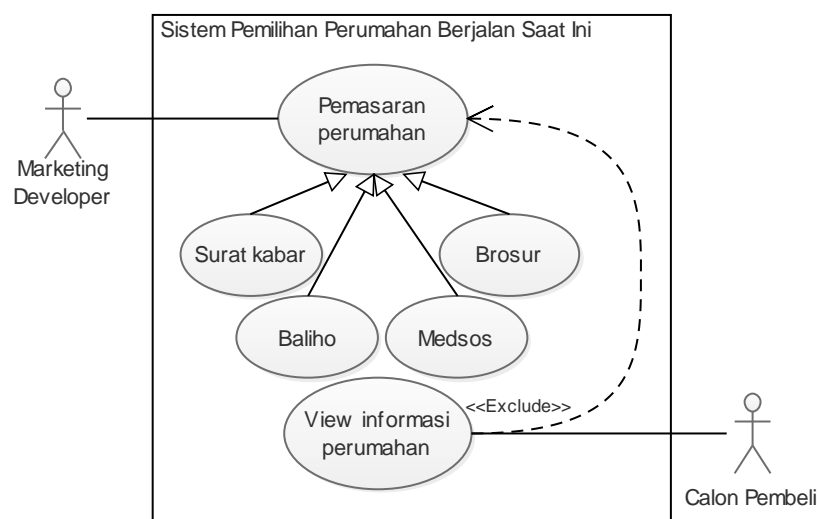 Sistem Pemilihan Perumahan Berjalan Saat Ini
Pemasaran
perumahan
Marketing
Developer
Surat kabar
Brosur
Baliho
Medsos
<<Exclude>>
View informasi
perumahan
Calon Pembeli